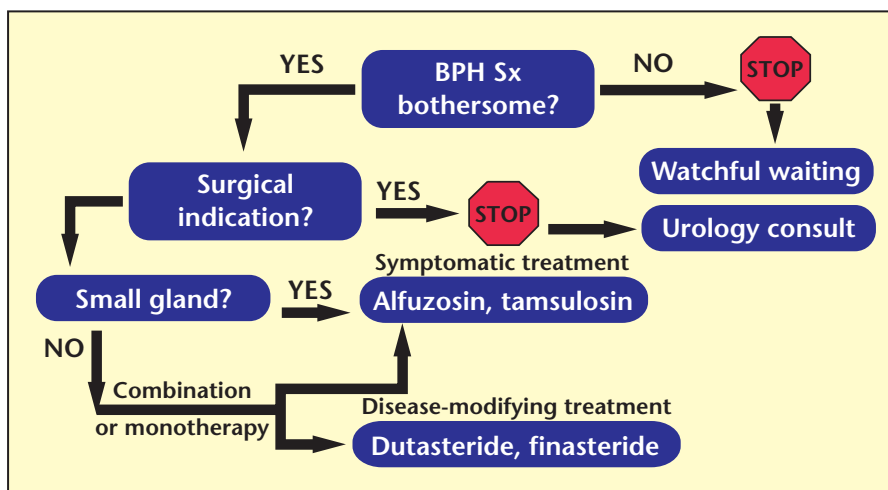 YES
BPH Sx
bothersome?
NO
STOP
Watchful waiting
Surgical
indication?
YES
STOP
Urology consult
Symptomatic treatment
Small gland?
YES
Alfuzosin, tamsulosin
NO
Combination
or monotherapy
Disease-modifying treatment
Dutasteride, finasteride